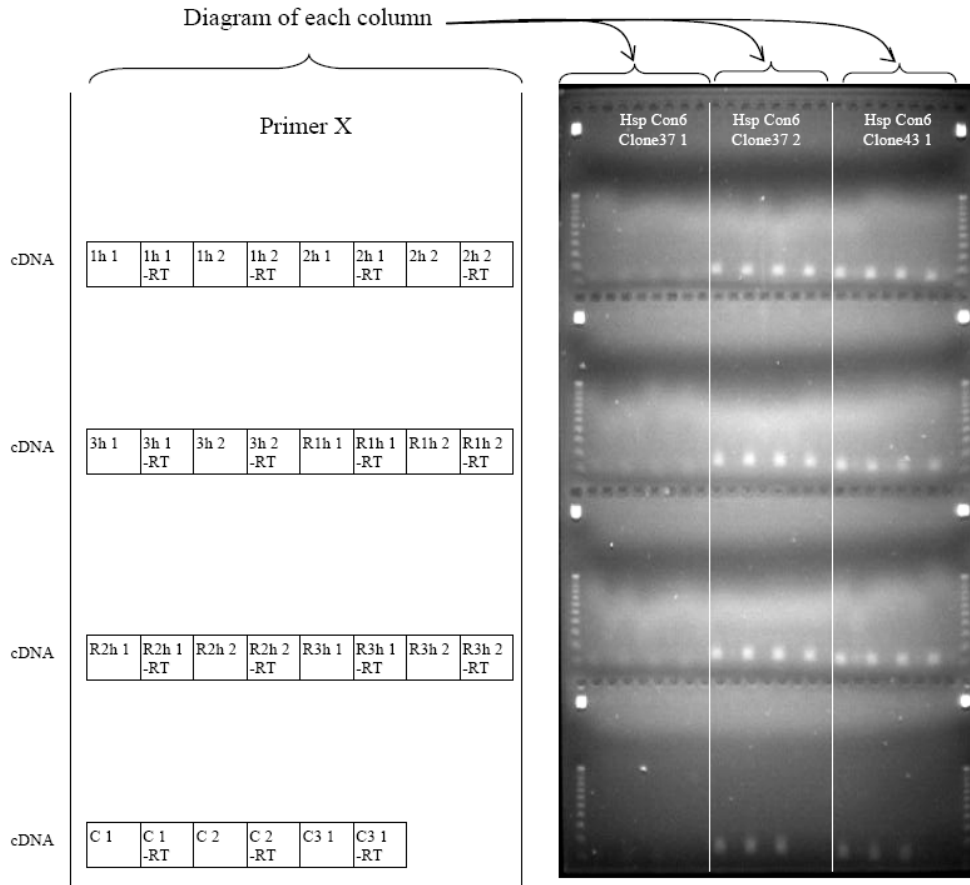 Diagram of each column
Primer X
Hsp Con6
Clone37 1
Hsp Con6
Clone37 2
Hsp Con6
Clone43 1
cDNA
1h 1
1h 1
-RT
1h 2
1h 2
-RT
2h 1
2h 1
-RT
2h 2
2h 2
-RT
cDNA
3h 1
3h 1
-RT
3h 2
3h 2
-RT
R1h 1
R1h 1
-RT
R1h 2
R1h 2
-RT
cDNA
R2h 1
R2h 1
-RT
R2h 2
R2h 2
-RT
R3h 1
R3h 1
-RT
R3h 2
R3h 2
-RT
cDNA
C 1
C 1
-RT
C 2
C 2
-RT
C3 1
C3 1
-RT